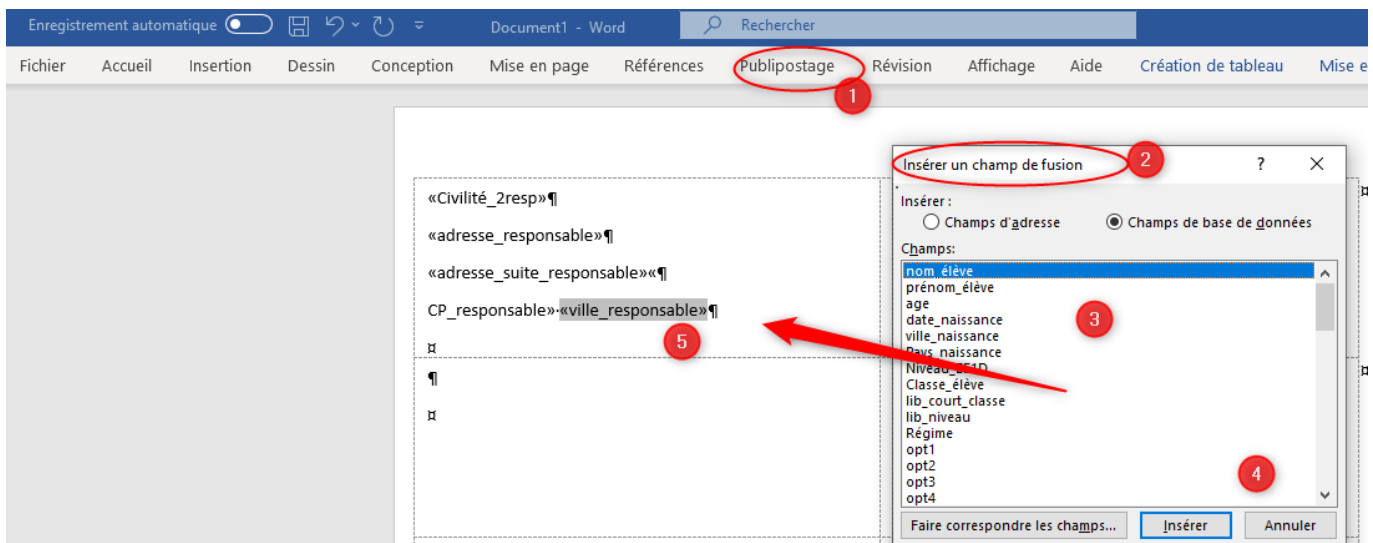 Enregistrement automatique Document1 - Word Rechercher
Fichier Accueil Insertion Dessin Conception Mise en page Références Publipostage Révision Affichage Aide Création de tableau Mise e
1
Insérer un champ de fusion ? 2
«Civilité_2resp»¶
«adresse_responsable»¶
«adresse_suite_responsable»«¶
CP_responsable»·«ville_responsable»¶
5
¤
¶
¤
Insérer :
Champs d'adresse Champs de base de données
Champs:
nom_élève
prénom_élève
age
date_naissance
3
ville_naissance
Pays_naissance
Classe_élève
lib_court_classe
lib_niveau
Régime
opt1
opt2
4
opt3
opt4
Faire correspondre les champs... Insérer Annuler
¤
¤